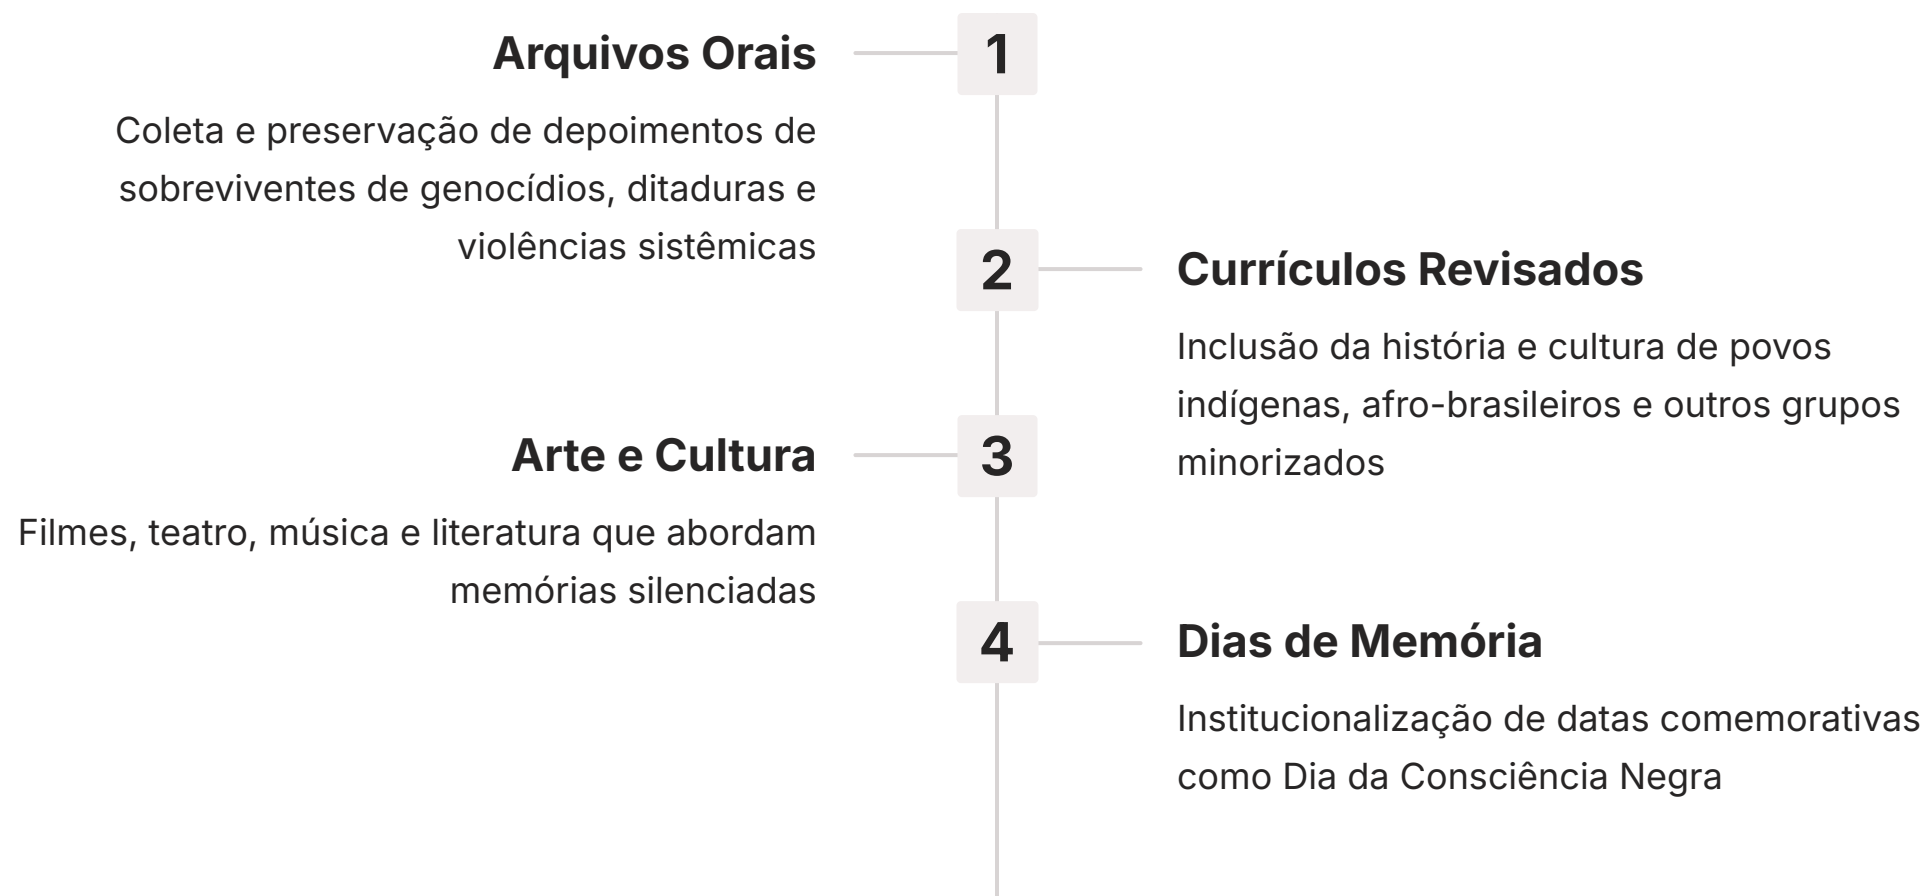 1
Arquivos Orais
Coleta e preservação de depoimentos de
sobreviventes de genocídios, ditaduras e
violências sistêmicas
2
Currículos Revisados
Inclusão da história e cultura de povos
indígenas, afro-brasileiros e outros grupos
minorizados
3
Arte e Cultura
Filmes, teatro, música e literatura que abordam
memórias silenciadas
4
Dias de Memória
Institucionalização de datas comemorativas
como Dia da Consciência Negra